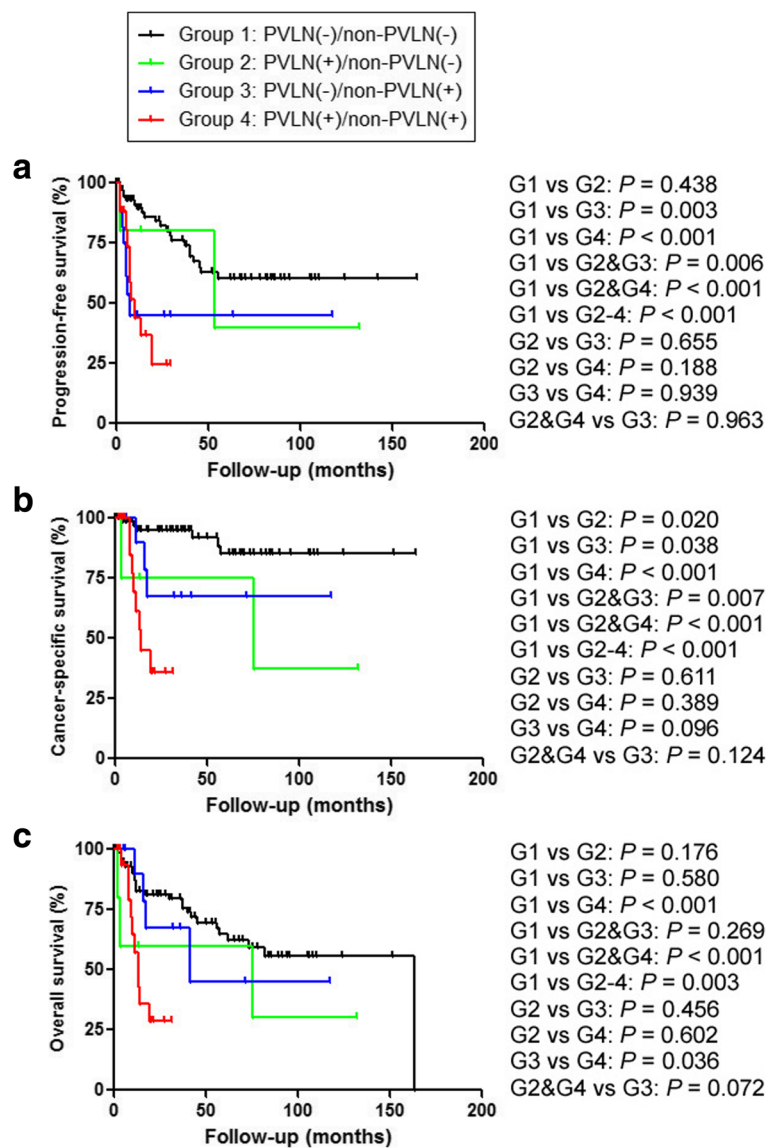 Group 1: PVLN(-)/non-PVLN(-)
Group 2: PVLN(+)/non-PVLN(-)
Group 3: PVLN(-)/non-PVLN(+)
Group 4: PVLN(+)/non-PVLN(+)
a
Progression-free survival (%)
100
75
50
25
0
0 50 100 150 200
Follow-up (months)
G1 vs G2: P = 0.438
G1 vs G3: P = 0.003
G1 vs G4: P < 0.001
G1 vs G2&G3: P = 0.006
G1 vs G2&G4: P < 0.001
G1 vs G2-4: P < 0.001
G2 vs G3: P = 0.655
G2 vs G4: P = 0.188
G3 vs G4: P = 0.939
G2&G4 vs G3: P = 0.963
b
Cancer-specific survival (%)
100
75
50
25
0
0 50 100 150 200
Follow-up (months)
G1 vs G2: P = 0.020
G1 vs G3: P = 0.038
G1 vs G4: P < 0.001
G1 vs G2&G3: P = 0.007
G1 vs G2&G4: P < 0.001
G1 vs G2-4: P < 0.001
G2 vs G3: P = 0.611
G2 vs G4: P = 0.389
G3 vs G4: P = 0.096
G2&G4 vs G3: P = 0.124
c
Overall survival (%)
100
75
50
25
0
0 50 100 150 200
Follow-up (months)
G1 vs G2: P = 0.176
G1 vs G3: P = 0.580
G1 vs G4: P < 0.001
G1 vs G2&G3: P = 0.269
G1 vs G2&G4: P < 0.001
G1 vs G2-4: P = 0.003
G2 vs G3: P = 0.456
G2 vs G4: P = 0.602
G3 vs G4: P = 0.036
G2&G4 vs G3: P = 0.072